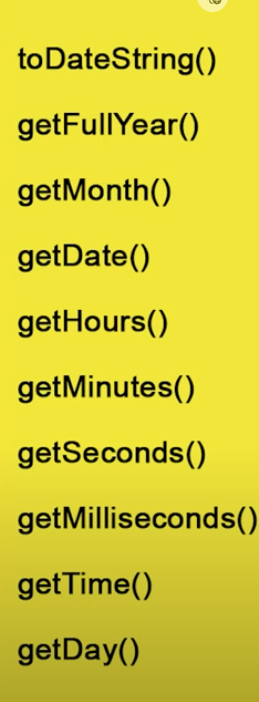 toDateString()
getFullYear()
getMonth()
getDate()
getHours()
getMinutes()
getSeconds()
getMilliseconds()
getTime()
getDay()